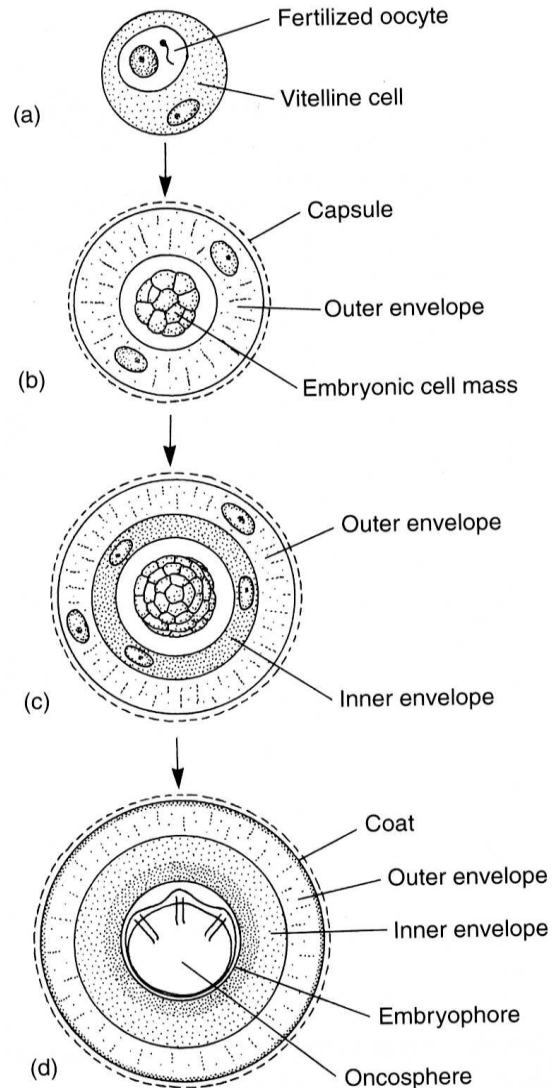 Fertilized oocyte
Vitelline cell
(a)
Capsule
Outer envelope
Embryonic cell mass
(b)
Outer envelope
Inner envelope
(c)
Coat
Outer envelope
Inner envelope
Embryophore
Oncosphere
(d)